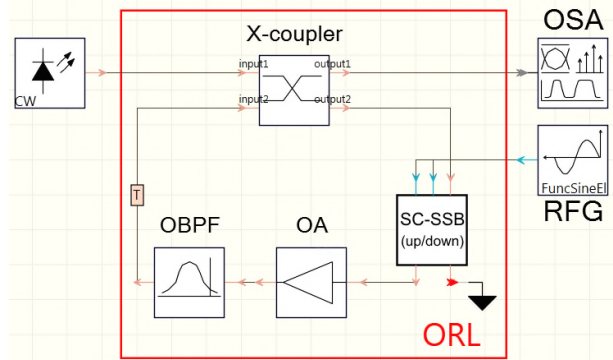 X-coupler
OSA
input1
output1
CW
input2
output2
FuncSineEl
RFG
T
SC-SSB
(up/down)
OBPF
OA
ORL